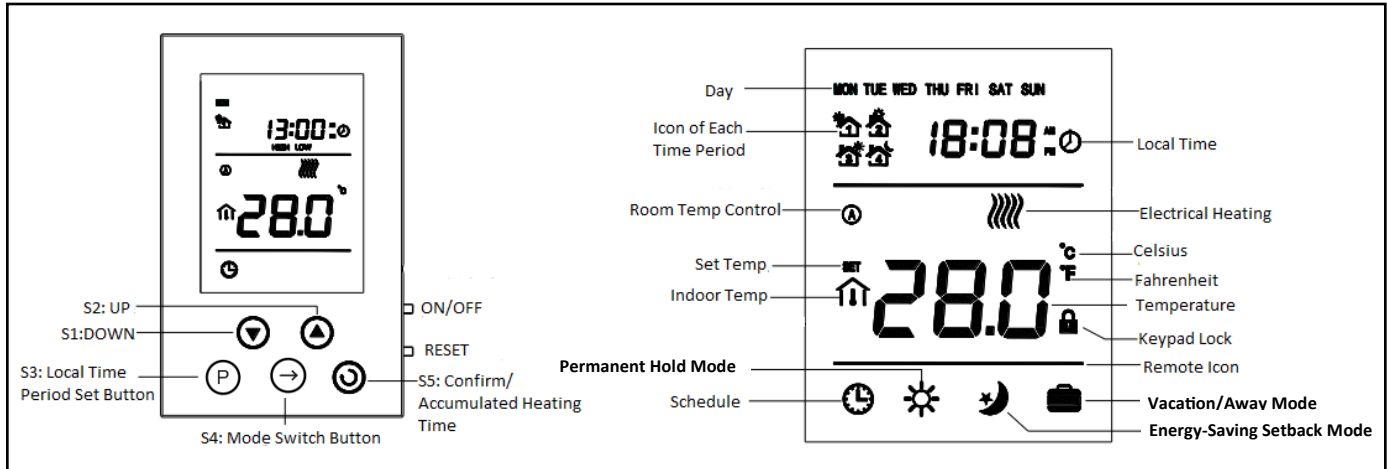 13:00
HIGH LOW
28.0
S2: UP
S1:DOWN
ON/OFF
RESET
P
S3: Local Time
Period Set Button
S5: Confirm/
Accumulated Heating
Time
S4: Mode Switch Button
Day
MON TUE WED THU FRI SAT SUN
Icon of Each
Time Period
1 2
3 4
18:08 AM
PM
Local Time
Room Temp Control
A
Electrical Heating
Set Temp
SET
Indoor Temp
28.0
°C
Celsius
°F
Fahrenheit
Temperature
Keypad Lock
Permanent Hold Mode
Remote Icon
Schedule
Vacation/Away Mode
Energy-Saving Setback Mode